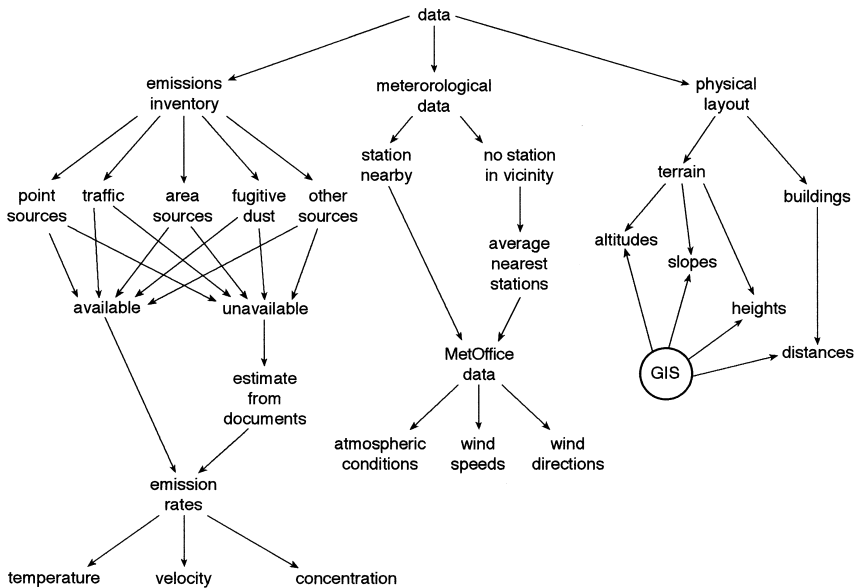 data
emissions
inventory
meterorological
data
physical
layout
station
nearby
no station
in vicinity
terrain
point
sources
traffic
area
sources
fugitive
dust
other
sources
buildings
altitudes
slopes
average
nearest
stations
available
unavailable
heights
MetOffice
data
GIS
distances
estimate
from
documents
atmospheric
conditions
wind
speeds
wind
directions
emission
rates
temperature
velocity
concentration